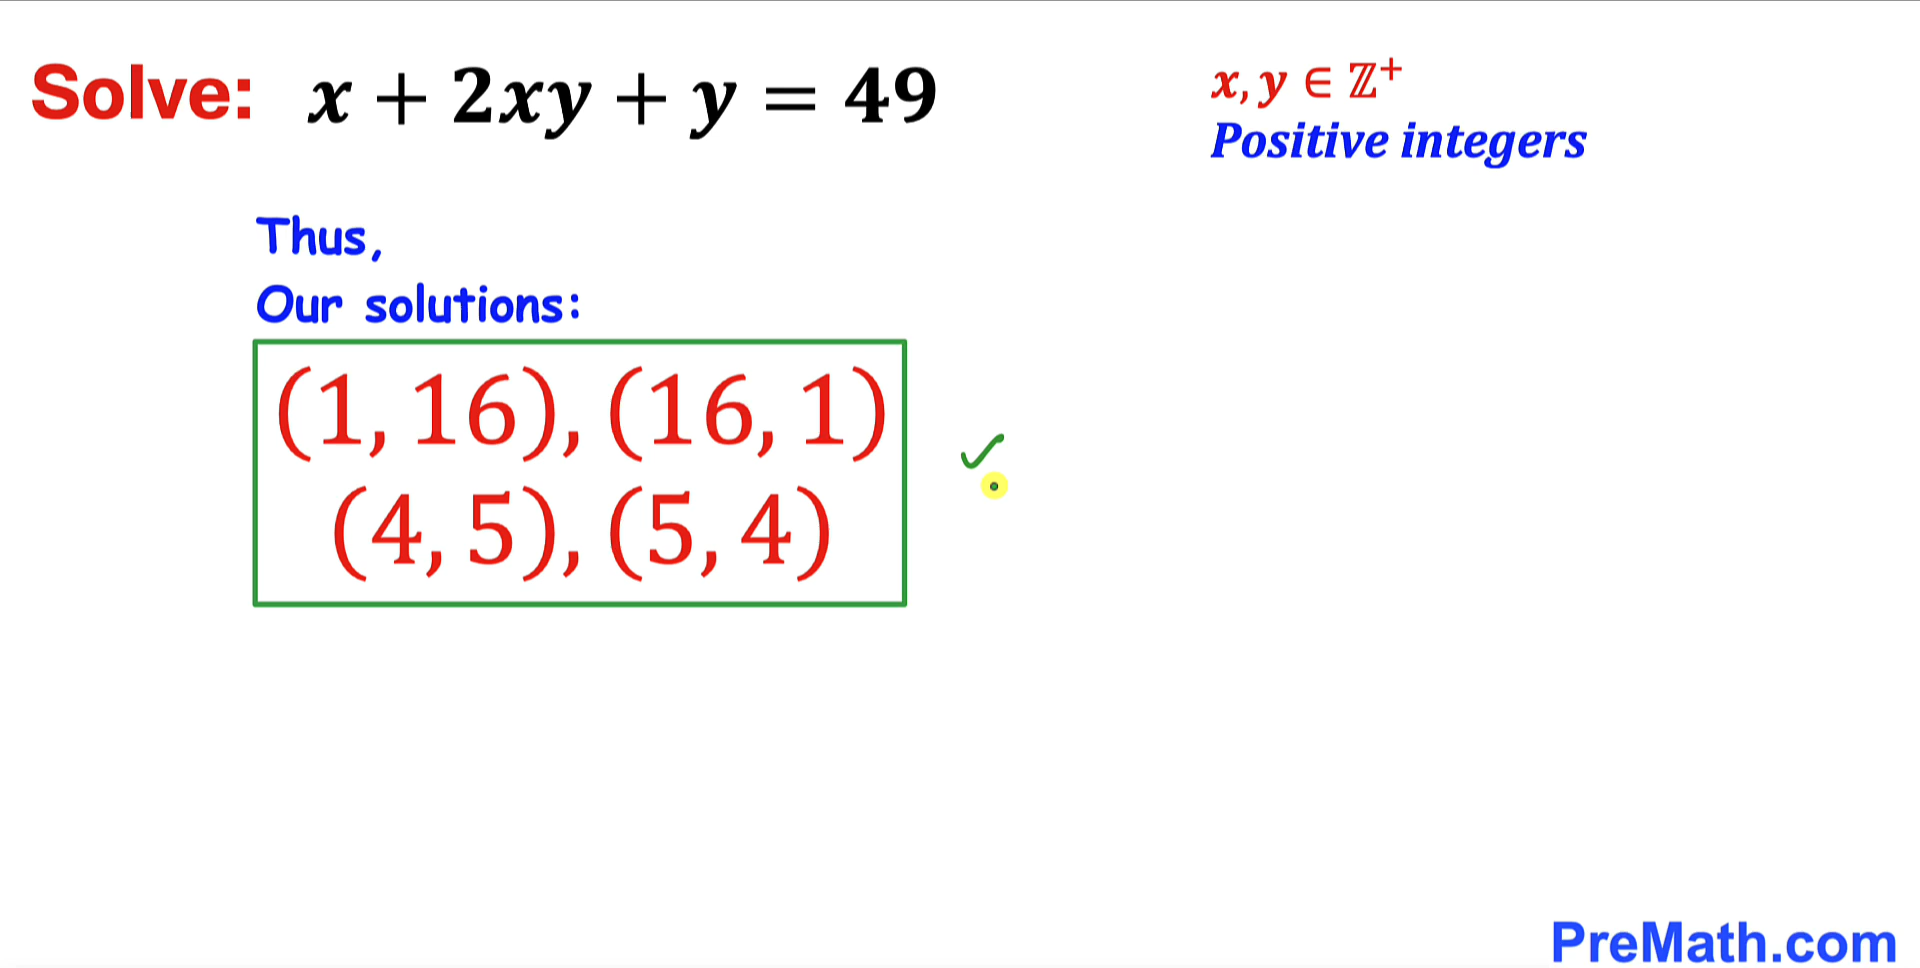 Solve: x + 2xy + y = 49
x, y ∈ ℤ⁺
Positive integers
Thus,
Our solutions:
(1, 16), (16, 1)
(4, 5), (5, 4)
PreMath.com